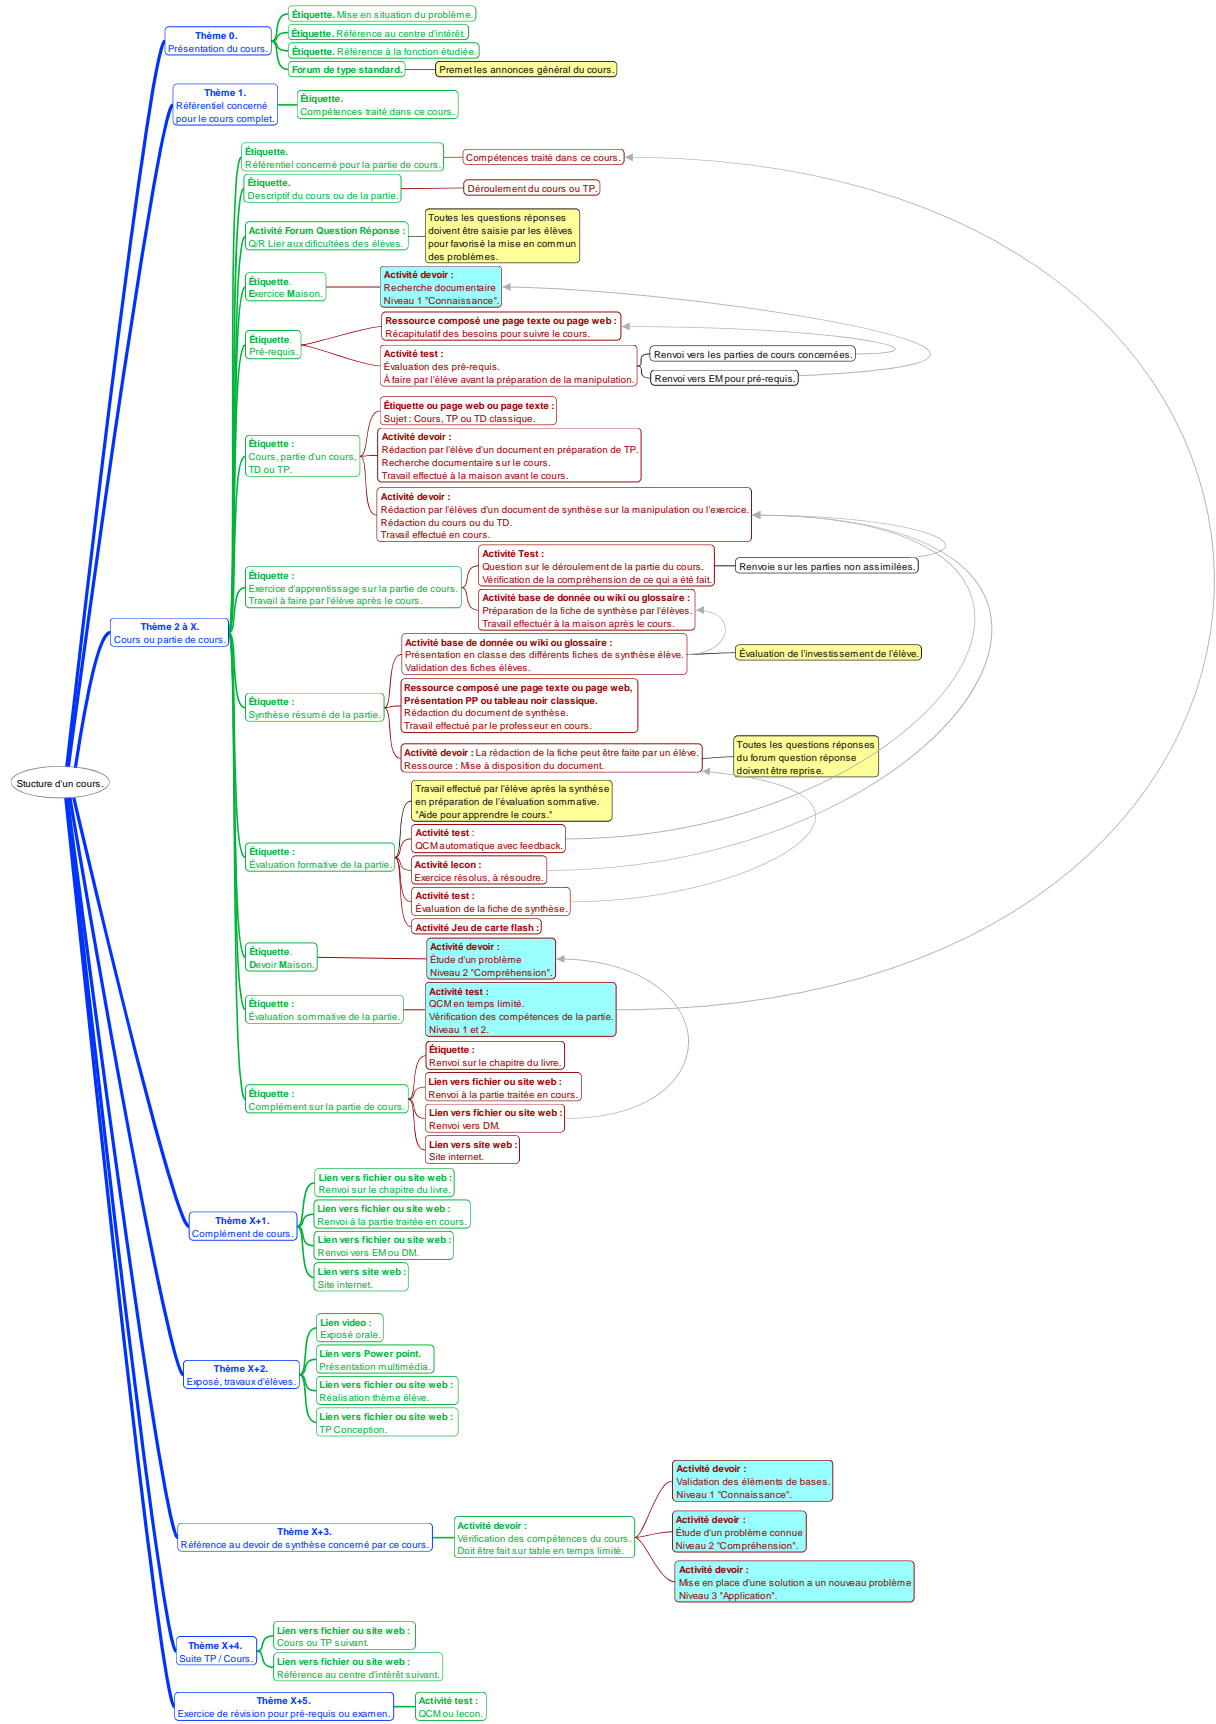 Stucture d'un cours.
Thème 0.
Présentation du cours.
Étiquette. Mise en situation du problème.
Étiquette. Référence au centre d'intérêt.
Étiquette. Référence à la fonction étudiée.
Forum de type standard.
Premet les annonces général du cours.
Thème 1.
Référentiel concerné
pour le cours complet.
Étiquette.
Compétences traité dans ce cours.
Thème 2 à X.
Cours ou partie de cours.
Étiquette.
Référentiel concerné pour la partie de cours.
Compétences traité dans ce cours.
Étiquette.
Descriptif du cours ou de la partie.
Déroulement du cours ou TP.
Activité Forum Question Réponse :
Q/R Lier aux dificultées des élèves.
Toutes les questions réponses
doivent être saisie par les élèves
pour favorisé la mise en commun
des problèmes.
Étiquette.
Exercice Maison.
Activité devoir :
Recherche documentaire
Niveau 1 "Connaissance".
Étiquette.
Pré-requis.
Ressource composé une page texte ou page web :
Récapitulatif des besoins pour suivre le cours.
Activité test :
Évaluation des pré-requis.
À faire par l'élève avant la préparation de la manipulation.
Renvoi vers les parties de cours concernées.
Renvoi vers EM pour pré-requis.
Étiquette :
Cours, partie d'un cours,
TD ou TP.
Étiquette ou page web ou page texte :
Sujet : Cours, TP ou TD classique.
Activité devoir :
Rédaction par l'élève d'un document en préparation de TP.
Recherche documentaire sur le cours.
Travail effectué à la maison avant le cours.
Activité devoir :
Rédaction par l'élèves d'un document de synthèse sur la manipulation ou l'exercice.
Rédaction du cours ou du TD.
Travail effectué en cours.
Étiquette :
Exercice d'apprentissage sur la partie de cours.
Travail à faire par l'élève après le cours.
Activité Test :
Question sur le déroulement de la partie du cours.
Vérification de la compréhension de ce qui a été fait.
Renvoie sur les parties non assimilées.
Activité base de donnée ou wiki ou glossaire :
Préparation de la fiche de synthèse par l'élèves.
Travail effectuér à la maison après le cours.
Étiquette :
Synthèse résumé de la partie.
Activité base de donnée ou wiki ou glossaire :
Présentation en classe des différents fiches de synthèse élève.
Validation des fiches élèves.
Évaluation de l'investissement de l'élève.
Ressource composé une page texte ou page web,
Présentation PP ou tableau noir classique.
Rédaction du document de synthèse.
Travail effectué par le professeur en cours.
Activité devoir : La rédaction de la fiche peut être faite par un élève.
Ressource : Mise à disposition du document.
Toutes les questions réponses
du forum question réponse
doivent être reprise.
Étiquette :
Évaluation formative de la partie.
Travail effectué par l'élève après la synthèse
en préparation de l'évaluation sommative.
"Aide pour apprendre le cours."
Activité test :
QCM automatique avec feedback.
Activité lecon :
Exercice résolus, à résoudre.
Activité test :
Évaluation de la fiche de synthèse.
Activité Jeu de carte flash :
Étiquette.
Devoir Maison.
Activité devoir :
Étude d'un problème
Niveau 2 "Compréhension".
Étiquette :
Évaluation sommative de la partie.
Activité test :
QCM en temps limité.
Vérification des compétences de la partie.
Niveau 1 et 2.
Étiquette :
Complément sur la partie de cours.
Étiquette :
Renvoi sur le chapitre du livre.
Lien vers fichier ou site web :
Renvoi à la partie traitée en cours.
Lien vers fichier ou site web :
Renvoi vers DM.
Lien vers site web :
Site internet.
Thème X+1.
Complément de cours.
Lien vers fichier ou site web :
Renvoi sur le chapitre du livre.
Lien vers fichier ou site web :
Renvoi à la partie traitée en cours.
Lien vers fichier ou site web :
Renvoi vers EM ou DM.
Lien vers site web :
Site internet.
Thème X+2.
Exposé, travaux d'élèves.
Lien video :
Exposé orale.
Lien vers Power point.
Présentation multimédia.
Lien vers fichier ou site web :
Réalisation thème élève.
Lien vers fichier ou site web :
TP Conception.
Thème X+3.
Référence au devoir de synthèse concerné par ce cours.
Activité devoir :
Vérification des compétences du cours.
Doit être fait sur table en temps limité.
Activité devoir :
Validation des élèments de bases.
Niveau 1 "Connaissance".
Activité devoir :
Étude d'un problème connue
Niveau 2 "Compréhension".
Activité devoir :
Mise en place d'une solution a un nouveau problème
Niveau 3 "Application".
Thème X+4.
Suite TP / Cours.
Lien vers fichier ou site web :
Cours ou TP suivant.
Lien vers fichier ou site web :
Référence au centre d'intèrêt suivant.
Thème X+5.
Exercice de révision pour pré-requis ou examen.
Activité test :
QCM ou lecon.